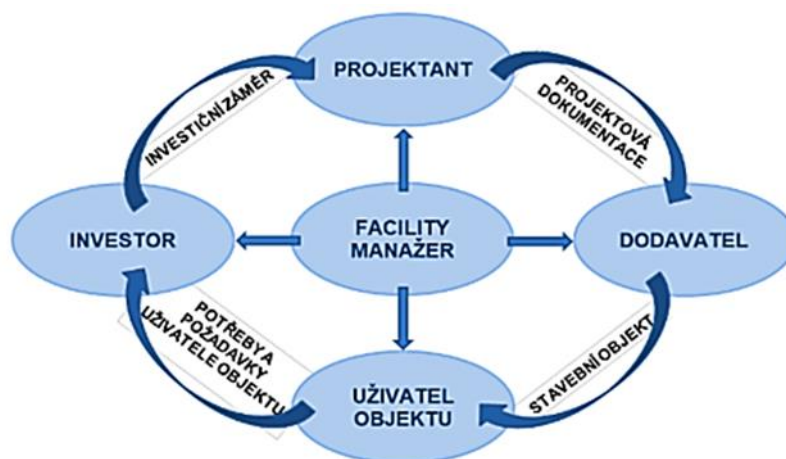 PROJEKTANT
INVESTIČNÍ ZÁMĚR
PROJEKTOVÁ
DOKUMENTACE
INVESTOR
FACILITY
MANAŽER
DODAVATEL
POTŘEBY A
POŽADAVKY
UŽIVATELE OBJEKTU
STAVEBNÍ OBJEKT
UŽIVATEL
OBJEKTU